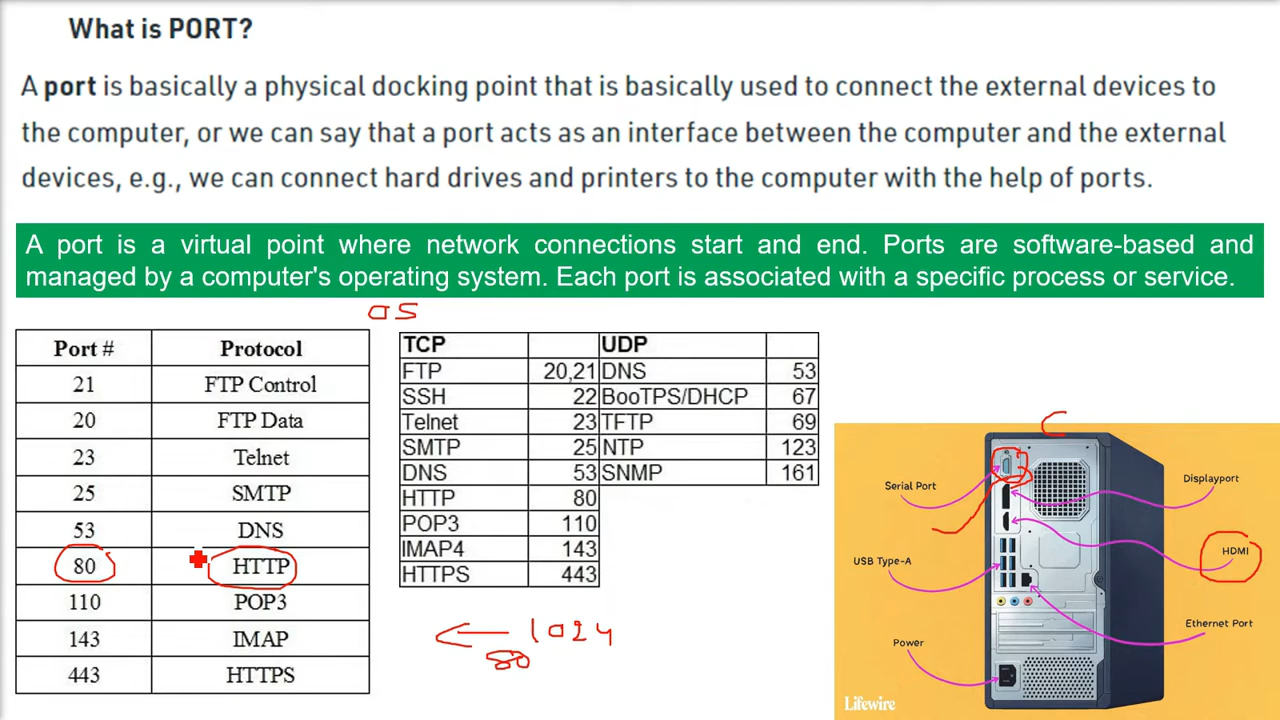 What is PORT?
A port is basically a physical docking point that is basically used to connect the external devices to
the computer, or we can say that a port acts as an interface between the computer and the external
devices, e.g., we can connect hard drives and printers to the computer with the help of ports.
A port is a virtual point where network connections start and end. Ports are software-based and
managed by a computer's operating system. Each port is associated with a specific process or service.
OS
Port # Protocol
21 FTP Control
20 FTP Data
23 Telnet
25 SMTP
53 DNS
80 HTTP
110 POP3
143 IMAP
443 HTTPS
TCP UDP
FTP 20,21 DNS 53
SSH 22 BooTPS/DHCP 67
Telnet 23 TFTP 69
SMTP 25 NTP 123
DNS 53 SNMP 161
HTTP 80
POP3 110
IMAP4 143
HTTPS 443
1024
80
C
Serial Port
Displayport
HDMI
USB Type-A
Ethernet Port
Power
Lifewire